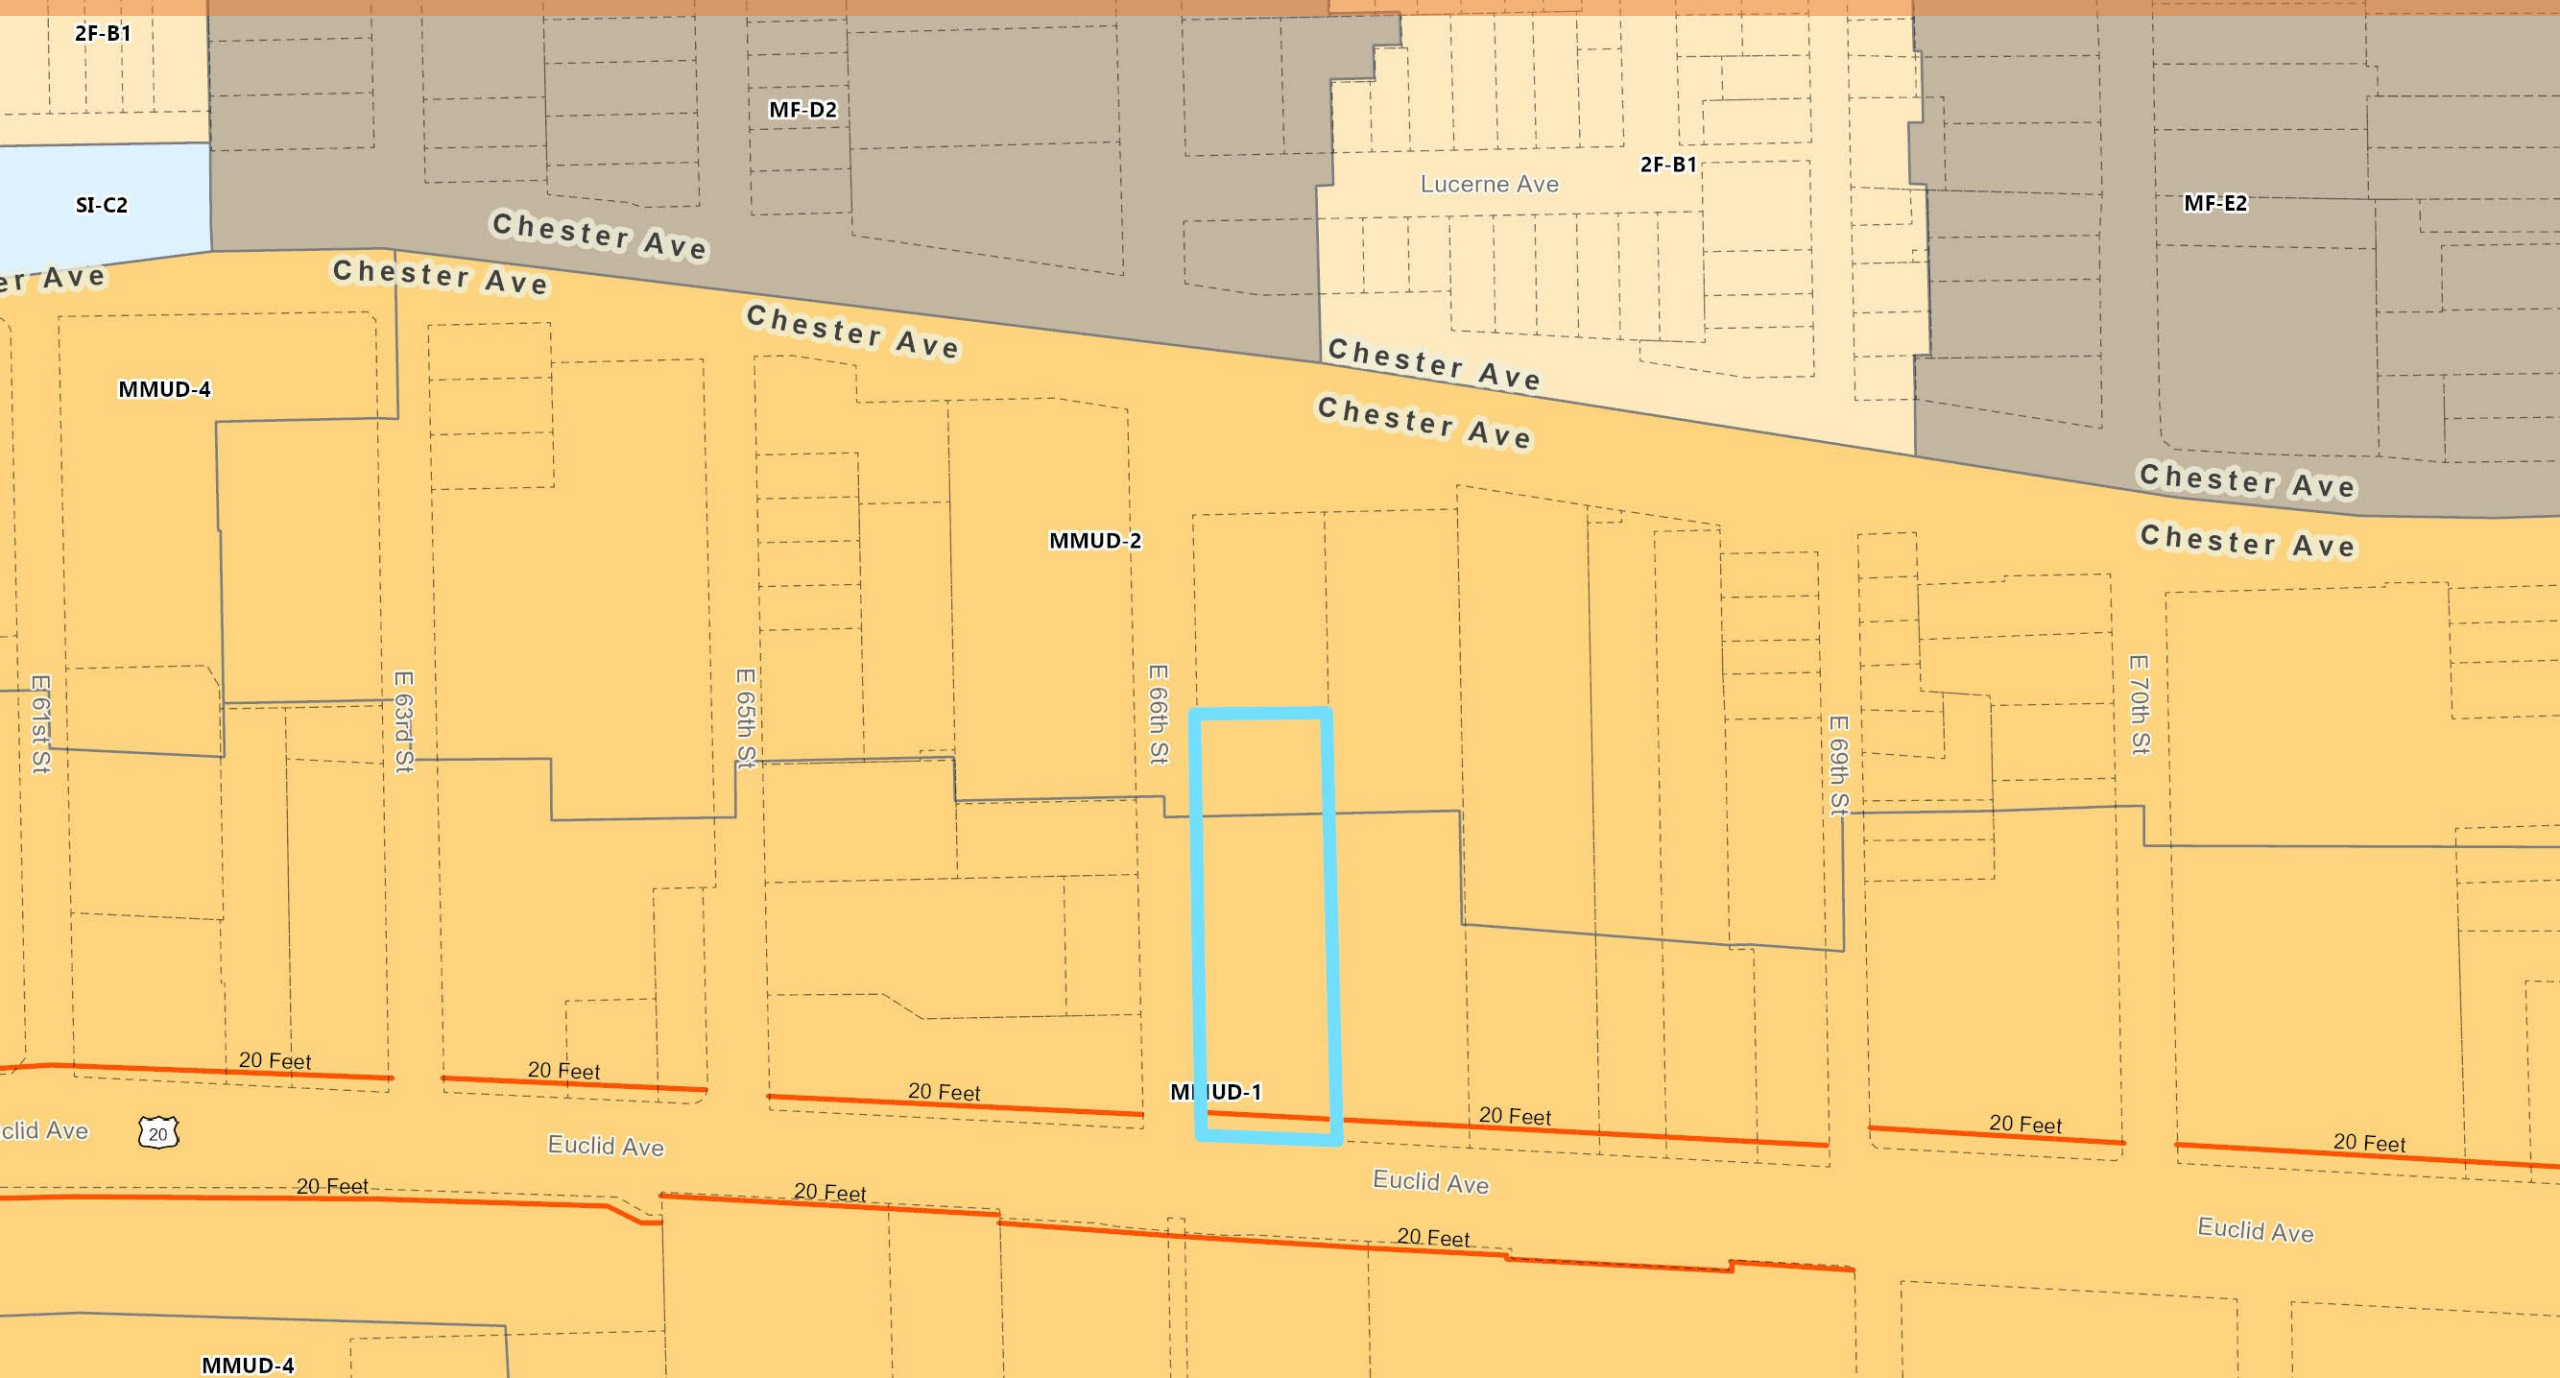 2F-B1
MF-D2
2F-B1
Lucerne Ave
SI-C2
MF-E2
Chester Ave
er Ave
Chester Ave
Chester Ave
Chester Ave
Chester Ave
Chester Ave
Chester Ave
MMUD-4
MMUD-2
E 61st St
E 63rd St
E 65th St
E 66th St
E 69th St
E 70th St
20 Feet
20 Feet
20 Feet
MMUD-1
20 Feet
20 Feet
20 Feet
clid Ave
20
Euclid Ave
Euclid Ave
Euclid Ave
20 Feet
20 Feet
20 Feet
MMUD-4